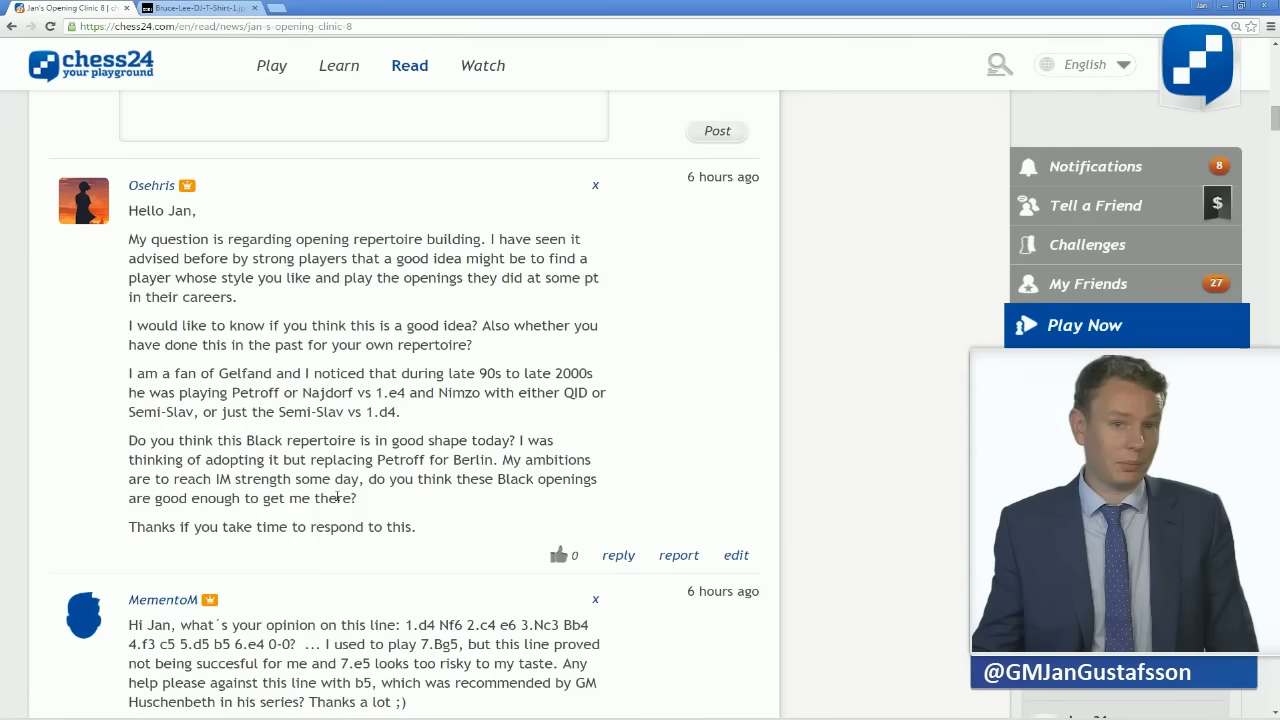 Jan's Opening Clinic 8 | ch
Bruce-Lee-DJ-T-Shirt-1.jp
Jan
https://chess24.com/en/read/news/jan-s-opening-clinic-8
chess24
your playground
Play
Learn
Read
Watch
English
Post
Osehris
x
6 hours ago
Hello Jan,
My question is regarding opening repertoire building. I have seen it
advised before by strong players that a good idea might be to find a
player whose style you like and play the openings they did at some pt
in their careers.
I would like to know if you think this is a good idea? Also whether you
have done this in the past for your own repertoire?
I am a fan of Gelfand and I noticed that during late 90s to late 2000s
he was playing Petroff or Najdorf vs 1.e4 and Nimzo with either QID or
Semi-Slav, or just the Semi-Slav vs 1.d4.
Do you think this Black repertoire is in good shape today? I was
thinking of adopting it but replacing Petroff for Berlin. My ambitions
are to reach IM strength some day, do you think these Black openings
are good enough to get me there?
Thanks if you take time to respond to this.
0
reply
report
edit
MementoM
x
6 hours ago
Hi Jan, what´s your opinion on this line: 1.d4 Nf6 2.c4 e6 3.Nc3 Bb4
4.f3 c5 5.d5 b5 6.e4 0-0? ... I used to play 7.Bg5, but this line proved
not being succesful for me and 7.e5 looks too risky to my taste. Any
help please against this line with b5, which was recommended by GM
Huschenbeth in his series? Thanks a lot ;)
Notifications
8
Tell a Friend
$
Challenges
My Friends
27
Play Now
@GMJanGustafsson